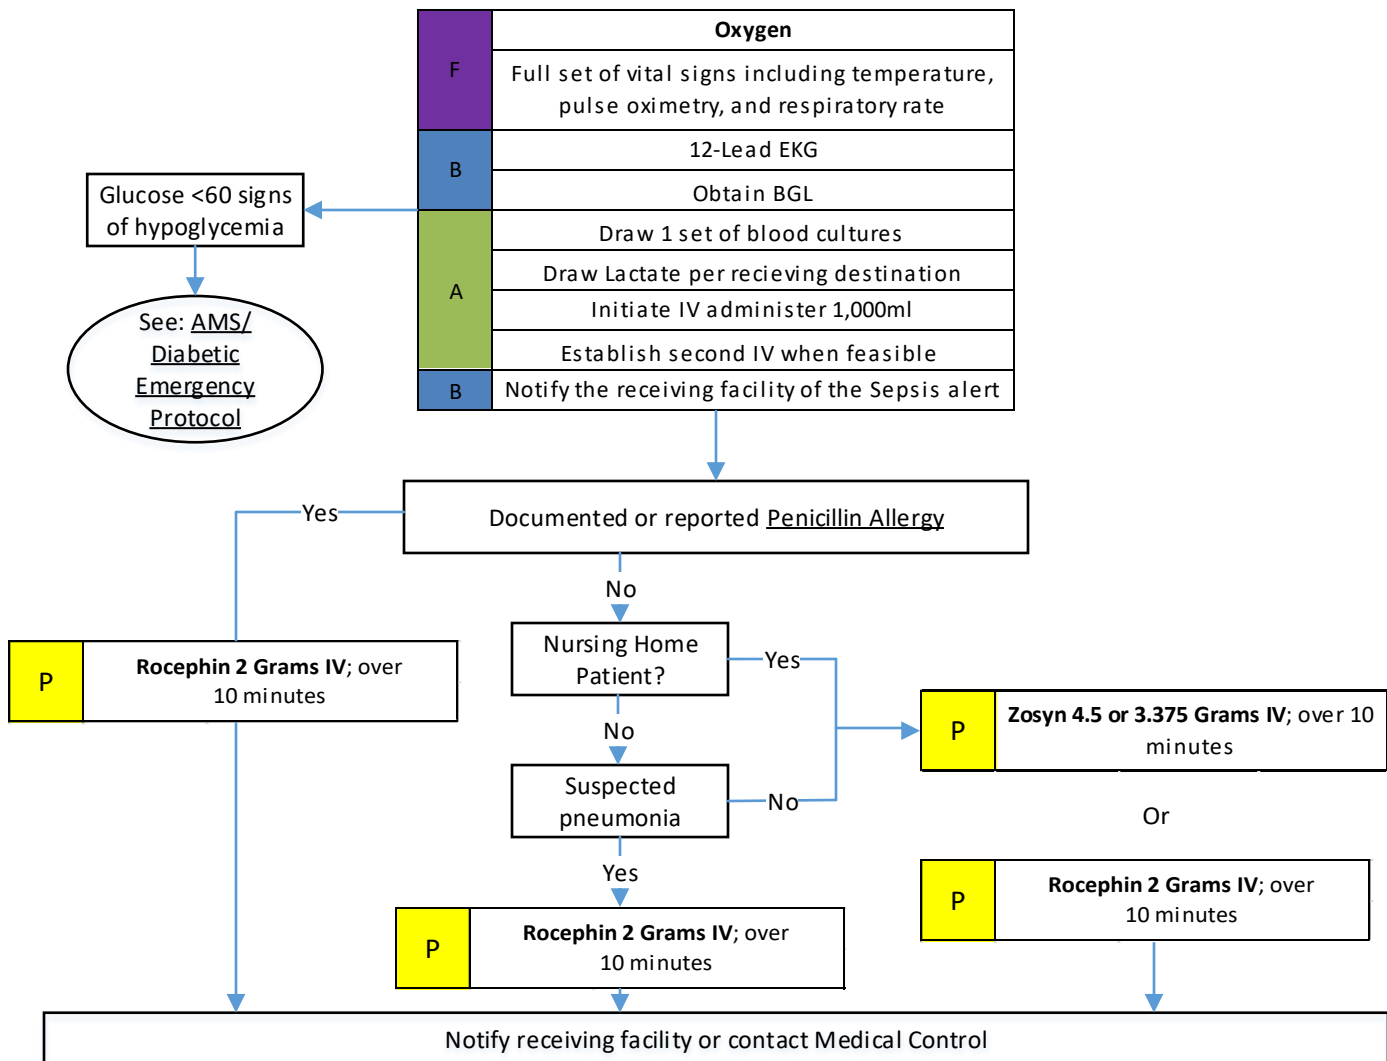 Oxygen
F
Full set of vital signs including temperature,
pulse oximetry, and respiratory rate
B
12-Lead EKG
Obtain BGL
Glucose <60 signs
of hypoglycemia
See: AMS/
Diabetic
Emergency
Protocol
A
Draw 1 set of blood cultures
Draw Lactate per recieving destination
Initiate IV administer 1,000ml
Establish second IV when feasible
B
Notify the receiving facility of the Sepsis alert
Documented or reported Penicillin Allergy
Yes
No
P
Rocephin 2 Grams IV; over
10 minutes
Nursing Home
Patient?
Yes
No
Suspected
pneumonia
No
Yes
P
Zosyn 4.5 or 3.375 Grams IV; over 10
minutes
Or
P
Rocephin 2 Grams IV; over
10 minutes
P
Rocephin 2 Grams IV; over
10 minutes
Notify receiving facility or contact Medical Control